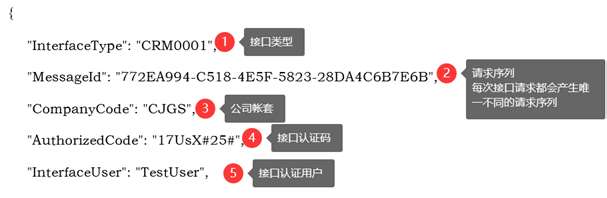 {
"InterfaceType": "CRM0001", 1 接口类型
"MessageId": "772EA994-C518-4E5F-5823-28DA4C6B7E6B", 2 请求序列
每次接口请求都会产生唯
一不同的请求序列
"CompanyCode": "CJGS", 3 公司帐套
"AuthorizedCode": "17UsX#25#", 4 接口认证码
"InterfaceUser": "TestUser", 5 接口认证用户